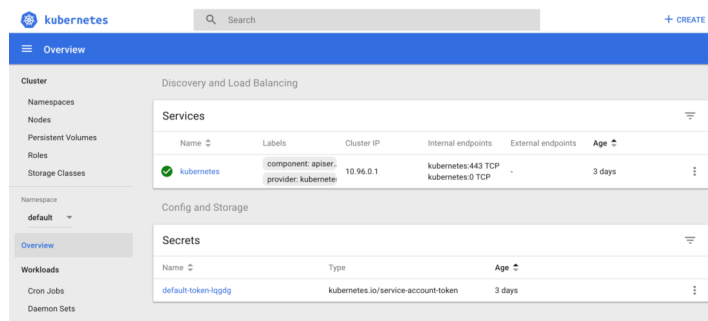 kubernetes
Search
+ CREATE
Overview
Cluster
Namespaces
Nodes
Persistent Volumes
Roles
Storage Classes
Namespace
default
Overview
Workloads
Cron Jobs
Daemon Sets
Discovery and Load Balancing
Services
Name Labels Cluster IP Internal endpoints External endpoints Age
kubernetes component: apiser.. provider: kubernete 10.96.0.1 kubernetes:443 TCP kubernetes:0 TCP - 3 days
Config and Storage
Secrets
Name Type Age
default-token-lqgdg kubernetes.io/service-account-token 3 days